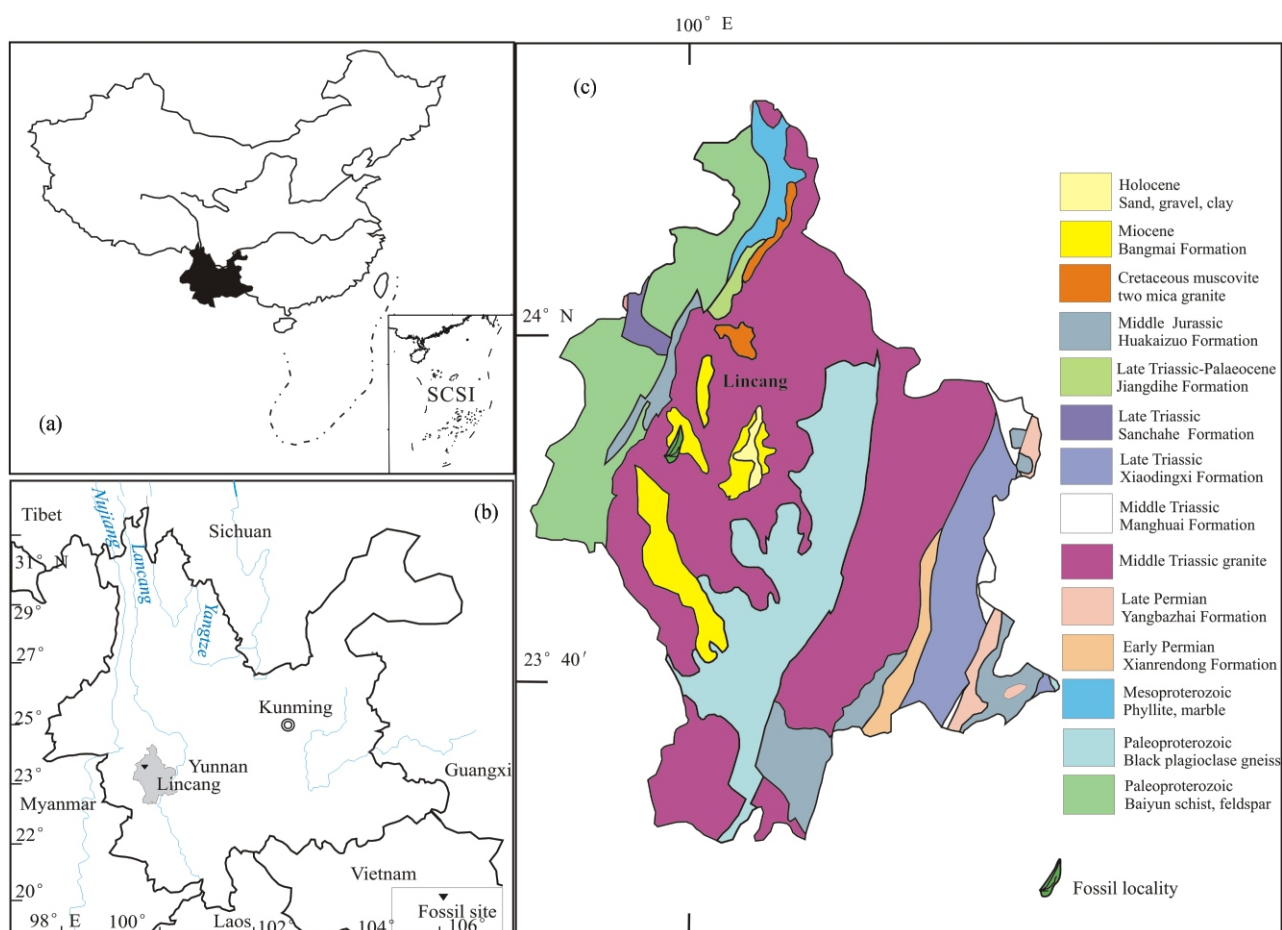 (a)
SCSI
(b)
Tibet
Nujiang
Lancang
Yangtze
Sichuan
31° N
29°
27°
25°
23°
22°
20°
Kunming
Yunnan
Lincang
Guangxi
Myanmar
Vietnam
Laos
Fossil site
98° E
100°
102°
104°
106°
100° E
(c)
24° N
23° 40′
Lincang
Holocene
Sand, gravel, clay
Miocene
Bangmai Formation
Cretaceous muscovite
two mica granite
Middle Jurassic
Huakaizuo Formation
Late Triassic-Palaeocene
Jiangdihe Formation
Late Triassic
Sanchahe Formation
Late Triassic
Xiaodingxi Formation
Middle Triassic
Manghuai Formation
Middle Triassic granite
Late Permian
Yangbazhai Formation
Early Permian
Xianrendong Formation
Mesoproterozoic
Phyllite, marble
Paleoproterozoic
Black plagioclase gneiss
Paleoproterozoic
Baiyun schist, feldspar
Fossil locality